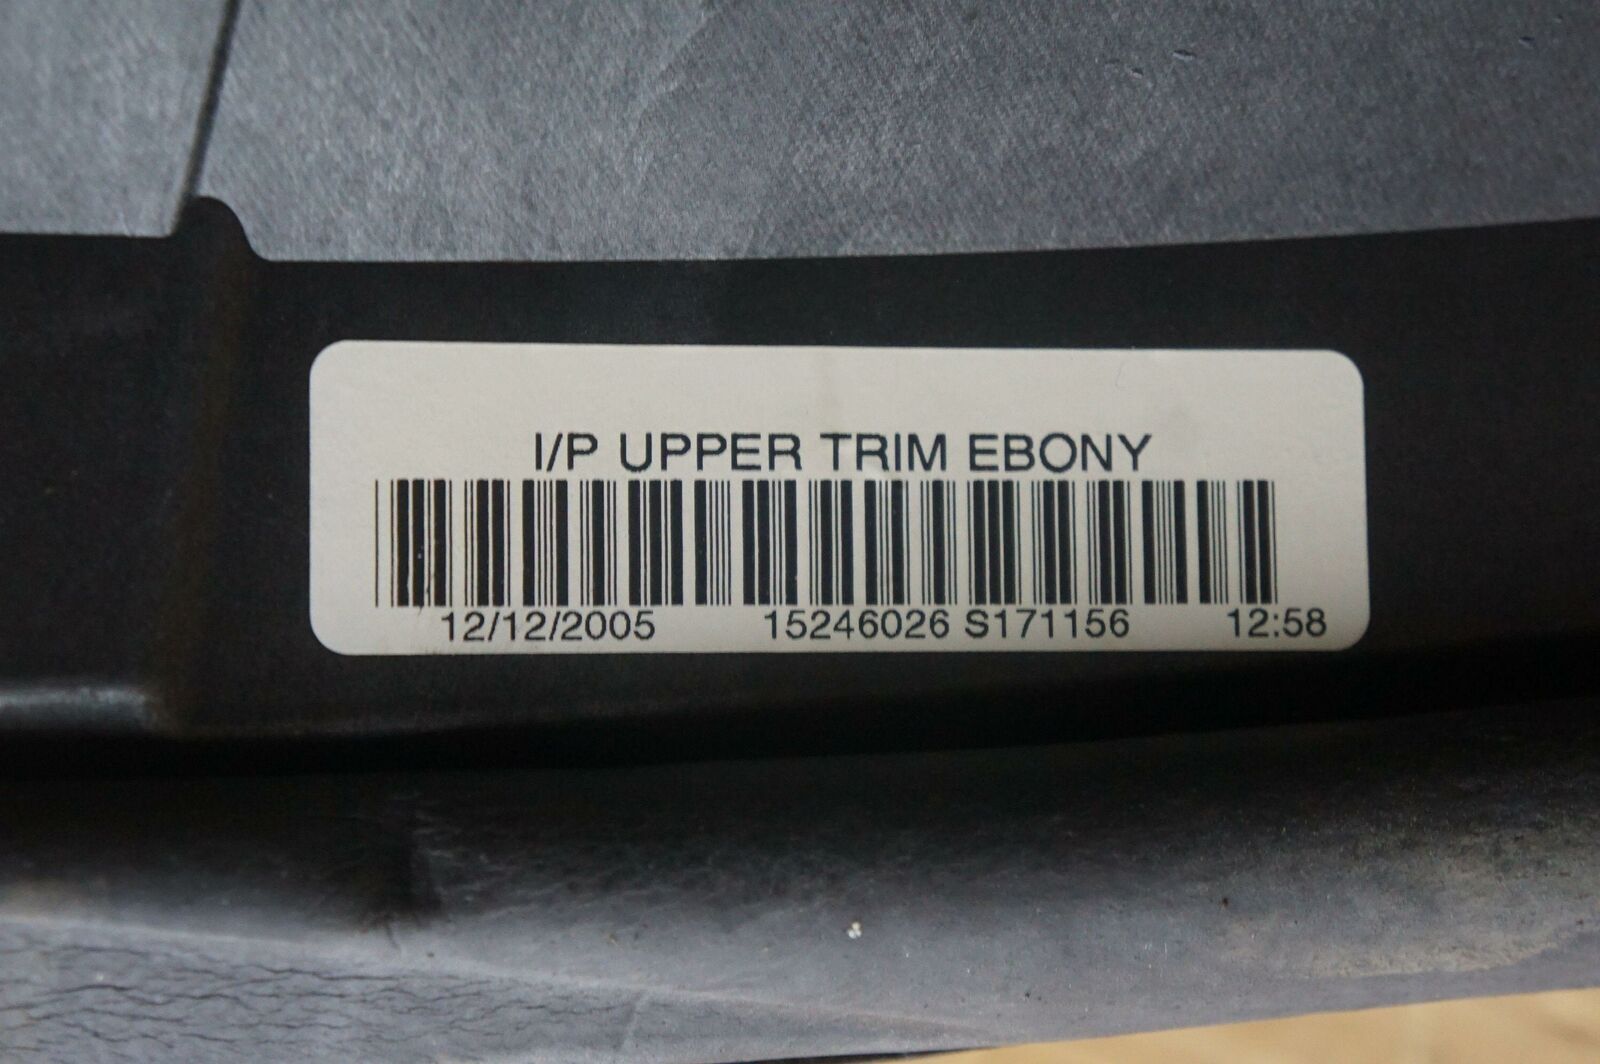 I/P UPPER TRIM EBONY
12/12/2005 15246026 S171156 12:58